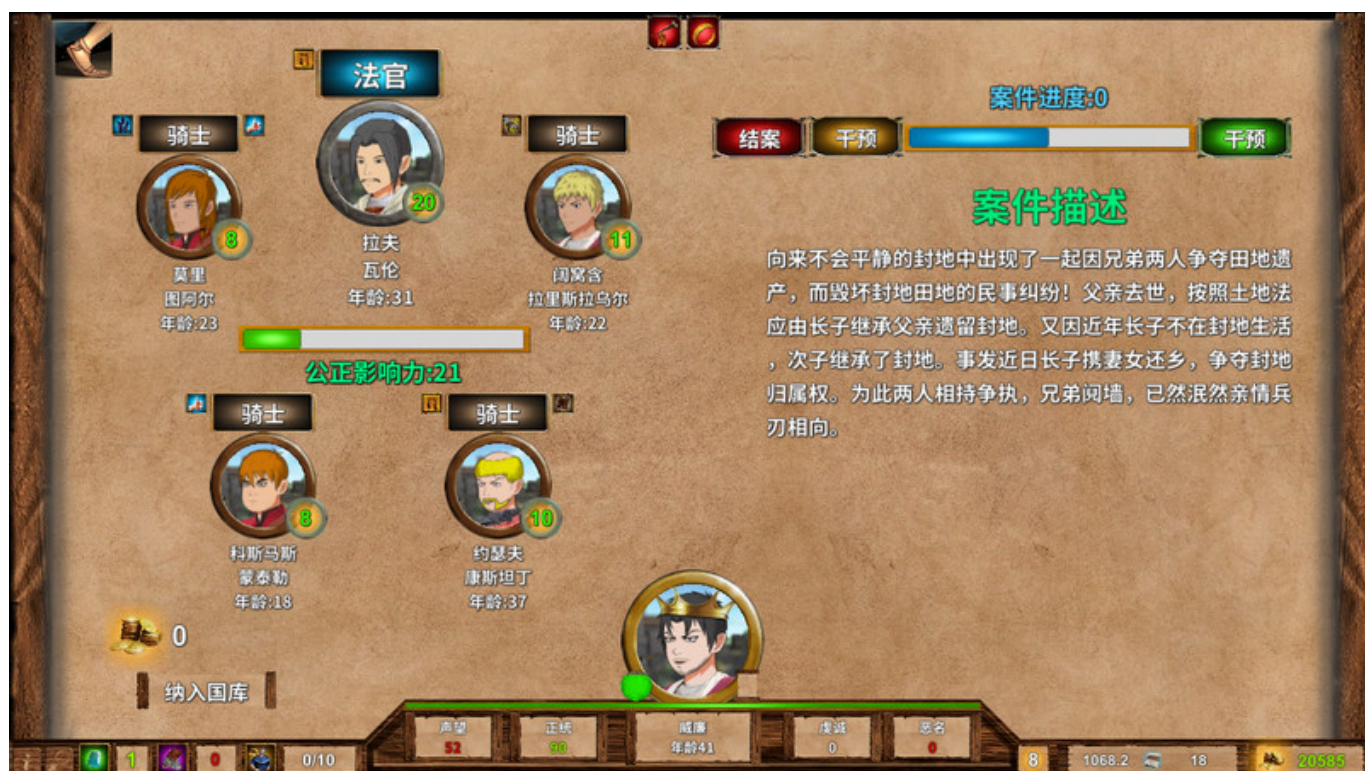 法官
骑士
骑士
20
8
11
拉夫
瓦伦
年龄:31
莫里
图阿尔
年龄:23
阔窝含
拉里斯拉乌尔
年龄:22
公正影响力:21
骑士
骑士
8
10
科斯马斯
蒙泰勒
年龄:18
约瑟夫
康斯坦丁
年龄:37
0
纳入国库
案件进度:0
结案
干预
干预
案件描述
向来不会平静的封地中出现了一起因兄弟两人争夺田地遗
产，而毁坏封地田地的民事纠纷！父亲去世，按照土地法
应由长子继承父亲遗留封地。又因近年长子不在封地生活
，次子继承了封地。事发近日长子携妻女还乡，争夺封地
归属权。为此两人相持争执，兄弟阋墙，已然泯然亲情兵
刃相向。
声望
52
正统
90
威廉
年龄41
虔诚
0
恶名
0
1
0
0/10
8
1068.2
18
20585